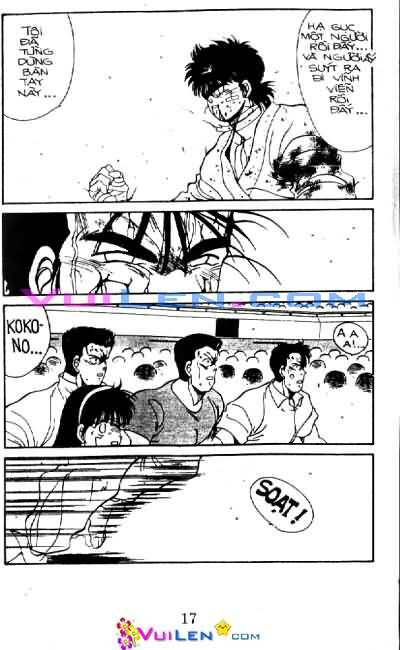 TÔI
ĐÃ
TỪNG
DÙNG
BÀN
TAY
NÀY...
HẠ GỤC
MỘT NGƯỜI
RỒI ĐẤY...
VÀ NGƯỜI ẤY
SUÝT RA
ĐI VĨNH
VIỄN
RỒI
ĐẤY...
VUILEN.COM
KOKO-
NO...
A A
A!..
SOẠT!
17
VUILEN.COM